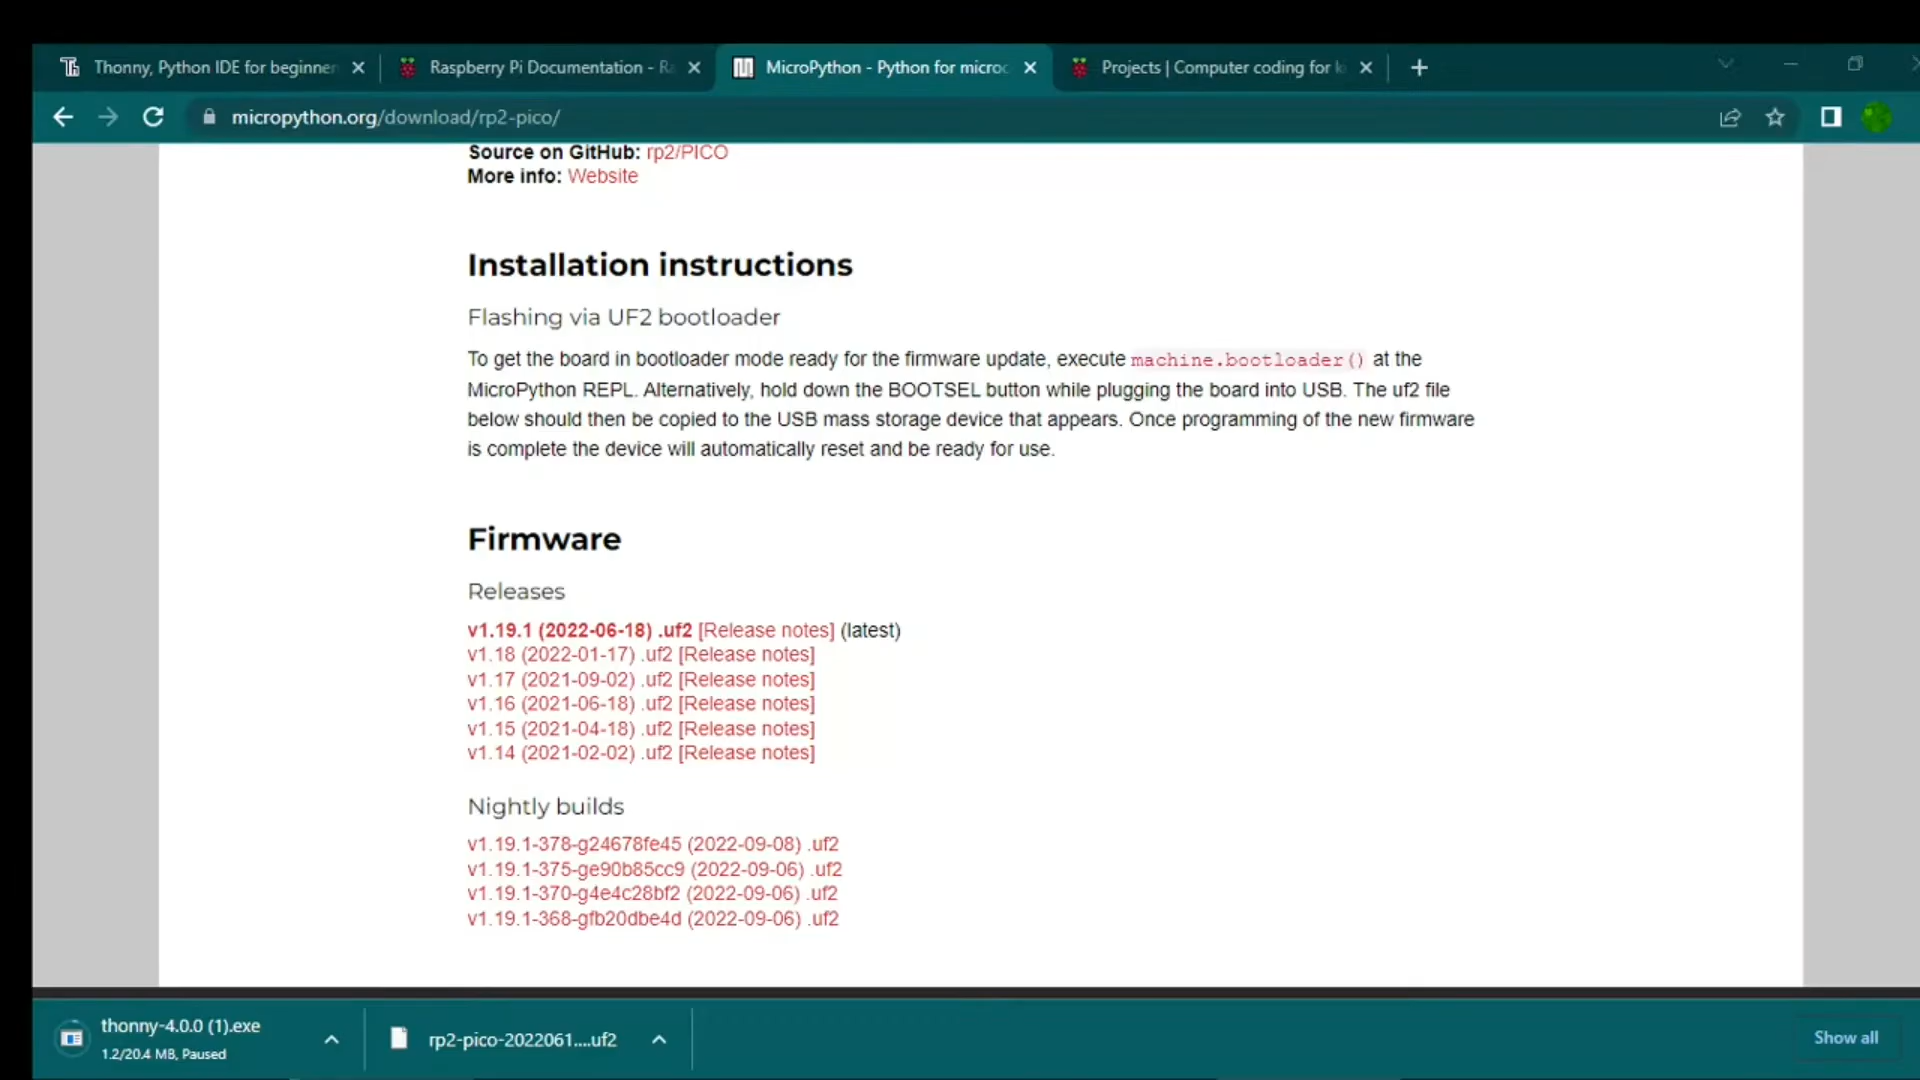 Thonny, Python IDE for beginner
Raspberry Pi Documentation - Ra
MicroPython - Python for microc
Projects | Computer coding for k
micropython.org/download/rp2-pico/
Source on GitHub: rp2/PICO
More info: Website
Installation instructions
Flashing via UF2 bootloader
To get the board in bootloader mode ready for the firmware update, execute machine.bootloader() at the
MicroPython REPL. Alternatively, hold down the BOOTSEL button while plugging the board into USB. The uf2 file
below should then be copied to the USB mass storage device that appears. Once programming of the new firmware
is complete the device will automatically reset and be ready for use.
Firmware
Releases
v1.19.1 (2022-06-18) .uf2 [Release notes] (latest)
v1.18 (2022-01-17) .uf2 [Release notes]
v1.17 (2021-09-02) .uf2 [Release notes]
v1.16 (2021-06-18) .uf2 [Release notes]
v1.15 (2021-04-18) .uf2 [Release notes]
v1.14 (2021-02-02) .uf2 [Release notes]
Nightly builds
v1.19.1-378-g24678fe45 (2022-09-08) .uf2
v1.19.1-375-ge90b85cc9 (2022-09-06) .uf2
v1.19.1-370-g4e4c28bf2 (2022-09-06) .uf2
v1.19.1-368-gfb20dbe4d (2022-09-06) .uf2
thonny-4.0.0 (1).exe
1.2/20.4 MB, Paused
rp2-pico-2022061....uf2
Show all